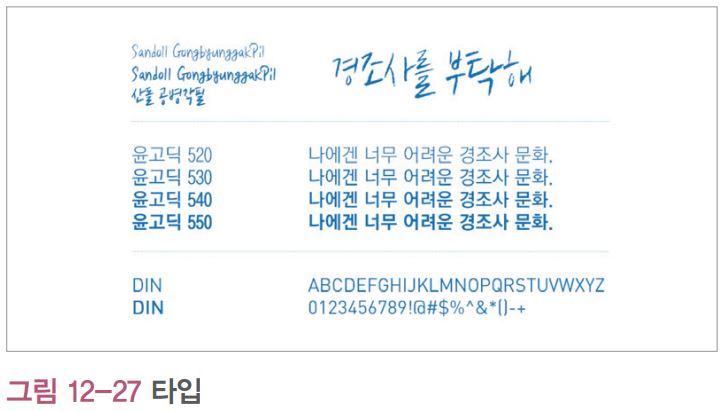 Sandoll GongbyunggakPil
Sandoll GongbyunggakPil
산돌 공병각필
경조사를 부탁해
윤고딕 520 나에겐 너무 어려운 경조사 문화.
윤고딕 530 나에겐 너무 어려운 경조사 문화.
윤고딕 540 나에겐 너무 어려운 경조사 문화.
윤고딕 550 나에겐 너무 어려운 경조사 문화.
DIN ABCDEFGHIJKLMNOPQRSTUVWXYZ
DIN 0123456789!@#$%^&*()-+
그림 12-27 타입